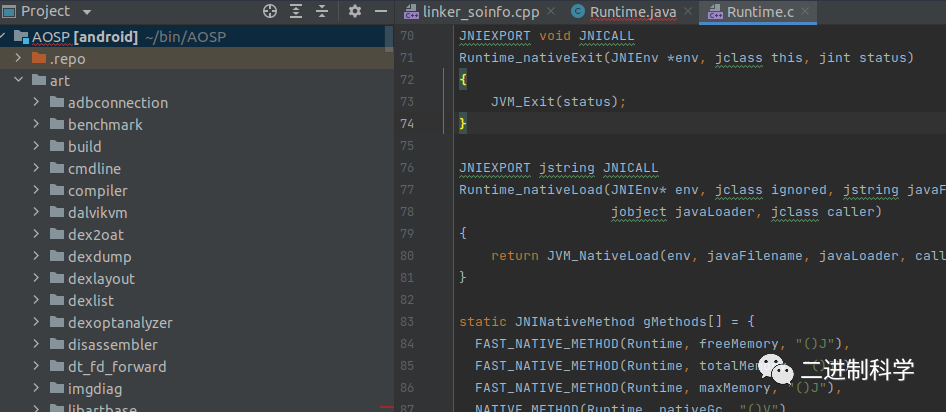 Project
linker_soinfo.cpp
Runtime.java
Runtime.c
AOSP [android] ~/bin/AOSP
.repo
art
adbconnection
benchmark
build
cmdline
compiler
dalvikvm
dex2oat
dexdump
dexlayout
dexlist
dexoptanalyzer
disassembler
dt_fd_forward
imgdiag
libartbase
70 JNIEXPORT void JNICALL
71 Runtime_nativeExit(JNIEnv *env, jclass this, jint status)
72 {
73 JVM_Exit(status);
74 }
75
76 JNIEXPORT jstring JNICALL
77 Runtime_nativeLoad(JNIEnv* env, jclass ignored, jstring javaF
78 jobject javaLoader, jclass caller)
79 {
80 return JVM_NativeLoad(env, javaFilename, javaLoader, call
81 }
82
83 static JNINativeMethod gMethods[] = {
84 FAST_NATIVE_METHOD(Runtime, freeMemory, "()J"),
85 FAST_NATIVE_METHOD(Runtime, totalMem
86 FAST_NATIVE_METHOD(Runtime, maxMemory, "()J"),
87 NATIVE_METHOD(Runtime, nativeGc, "()V")
二进制科学